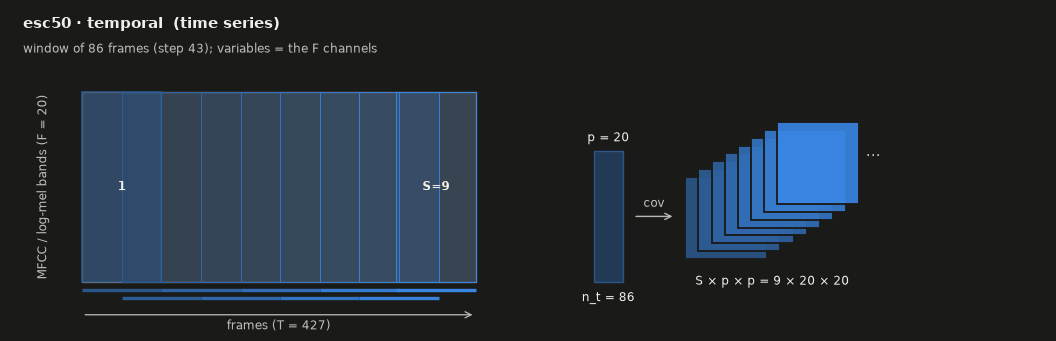 esc50 · temporal  (time series)
window of 86 frames (step 43); variables = the F channels
MFCC / log-mel bands (F = 20)
1
S=9
frames (T = 427)
p = 20
n_t = 86
cov
...
S × p × p = 9 × 20 × 20